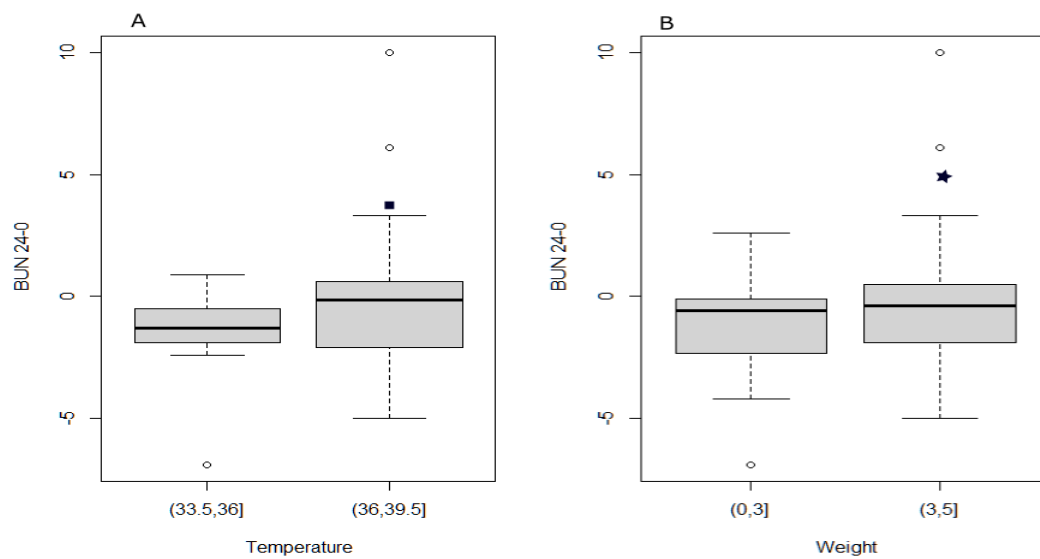 A
BUN 24-0
10
5
0
-5
(33.5,36]
(36,39.5]
Temperature
B
BUN 24-0
10
5
0
-5
(0,3]
(3,5]
Weight